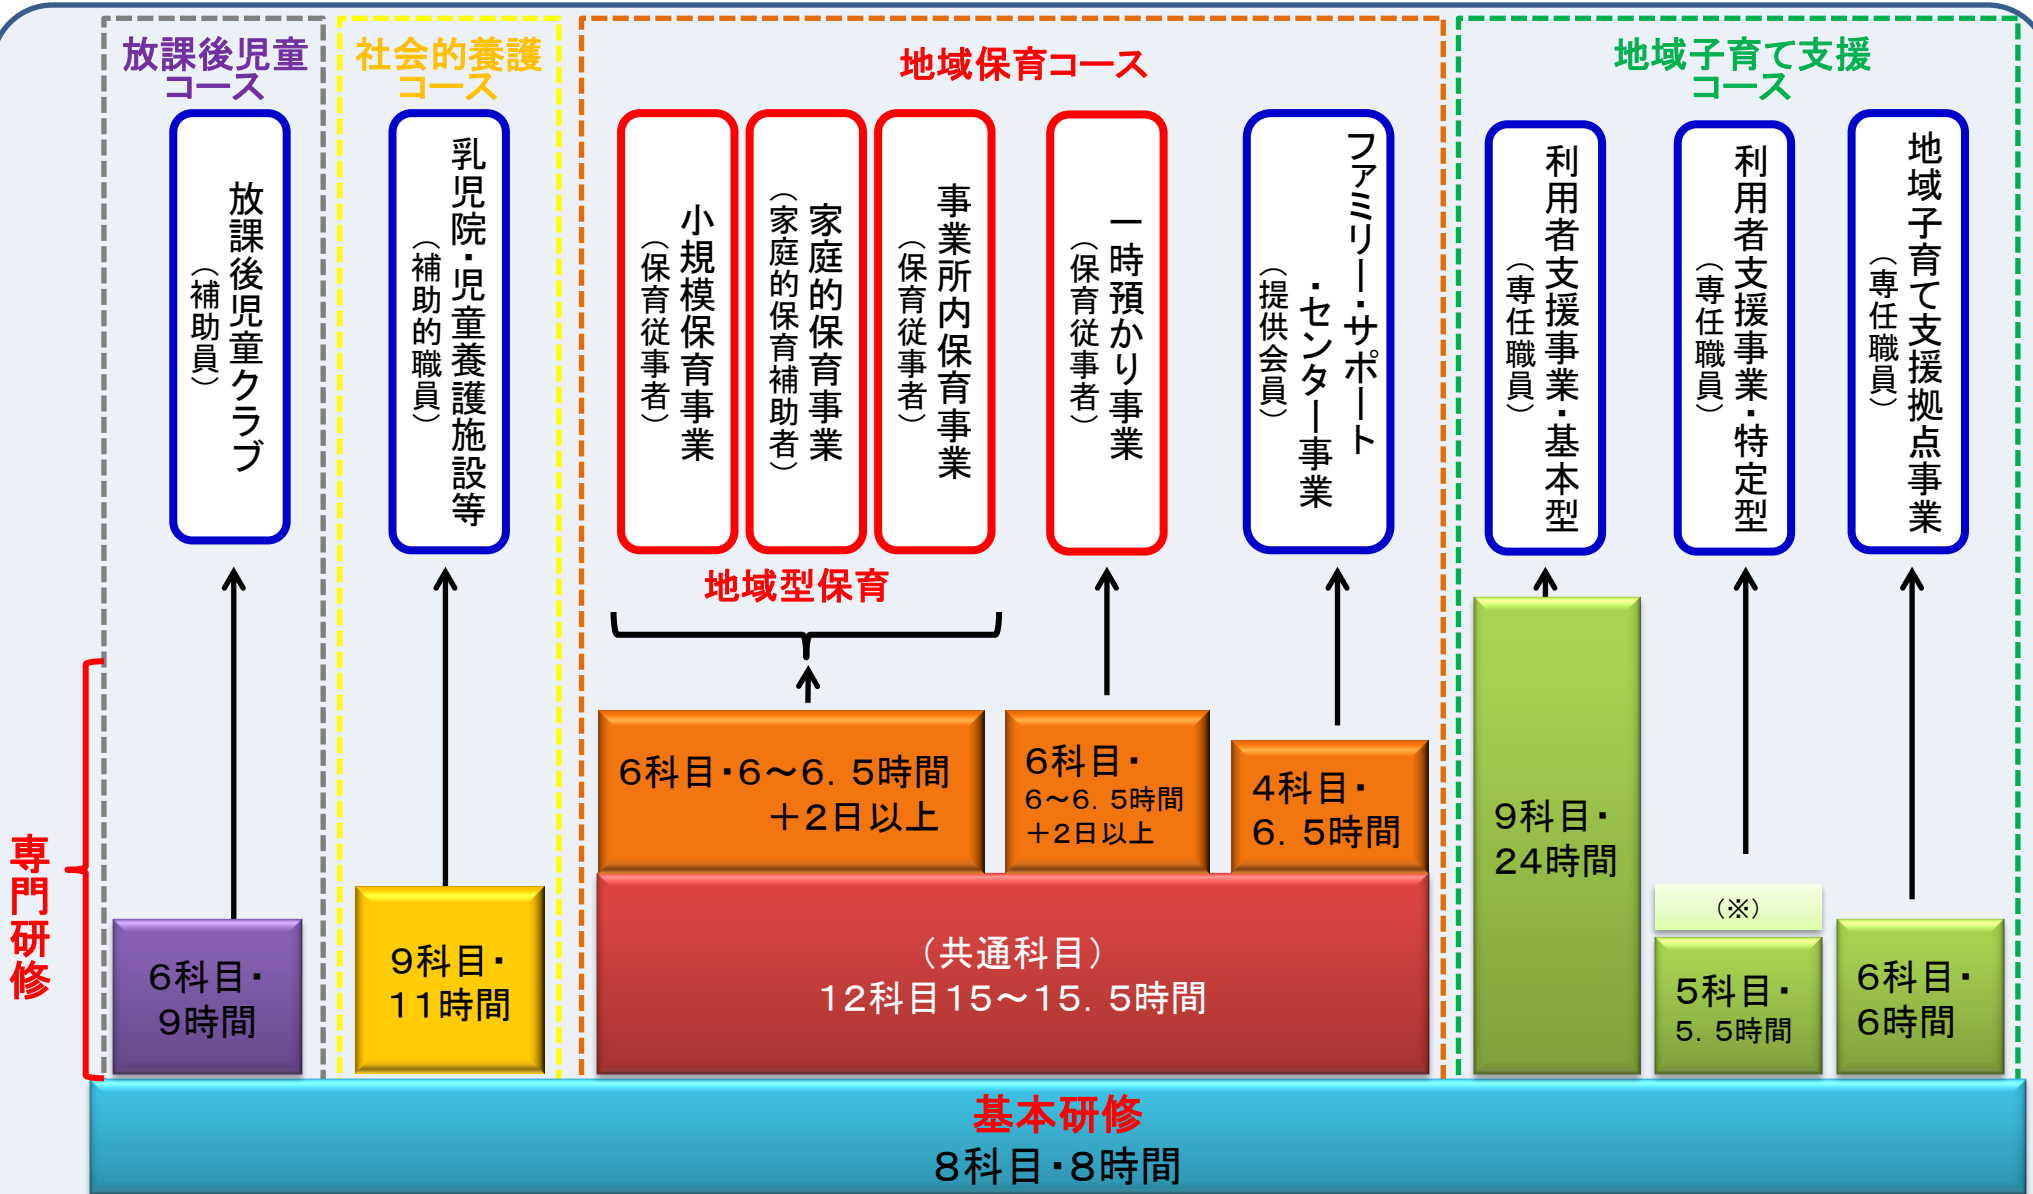 放課後児童
コース
社会的養護
コース
地域保育コース
地域子育て支援
コース
放課後児童クラブ
（補助員）
乳児院・児童養護施設等
（補助的職員）
小規模保育事業
（保育従事者）
家庭的保育事業
（家庭的保育補助者）
事業所内保育事業
（保育従事者）
一時預かり事業
（保育従事者）
ファミリー・サポート
・センター事業
（提供会員）
利用者支援事業・基本型
（専任職員）
利用者支援事業・特定型
（専任職員）
地域子育て支援拠点事業
（専任職員）
地域型保育
専門研修
6科目・
9時間
9科目・
11時間
6科目・6～6．5時間
＋2日以上
6科目・
6～6．5時間
＋2日以上
4科目・
6．5時間
（共通科目）
12科目15～15．5時間
9科目・
24時間
（※）
5科目・
5．5時間
6科目・
6時間
基本研修
8科目・8時間